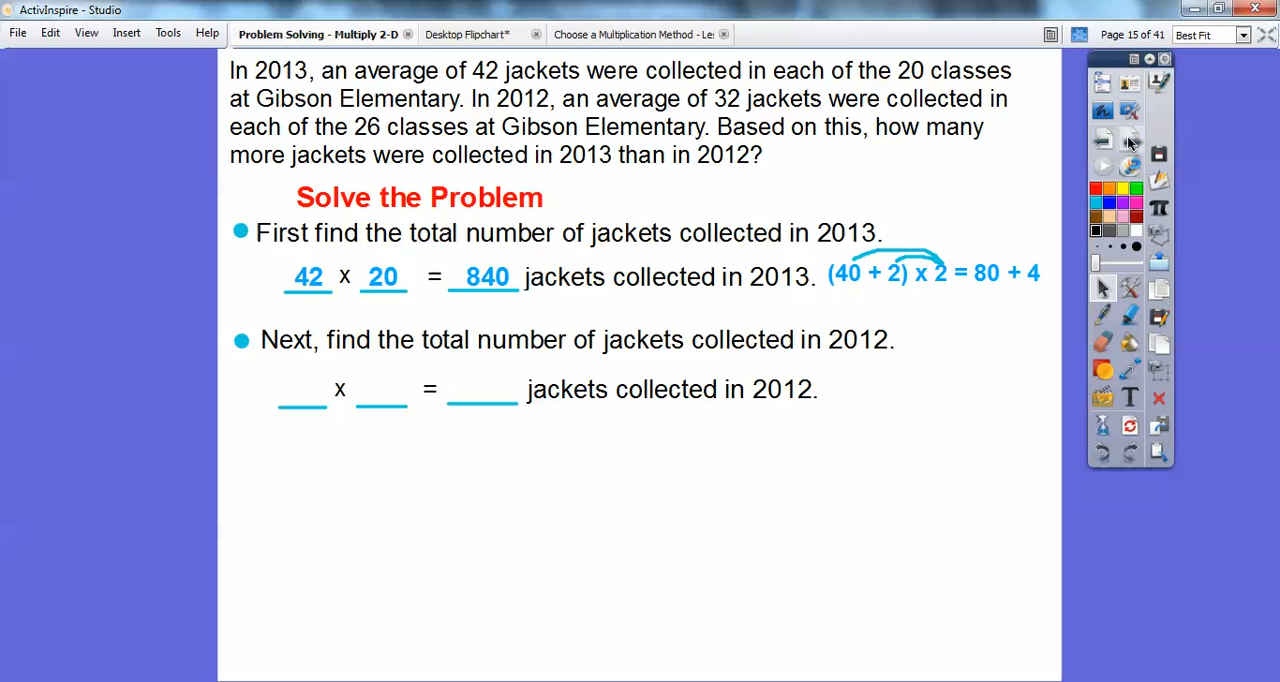 ActivInspire - Studio
File Edit View Insert Tools Help Problem Solving - Multiply 2-D Desktop Flipchart* Choose a Multiplication Method - Le: Page 15 of 41 Best Fit
In 2013, an average of 42 jackets were collected in each of the 20 classes
at Gibson Elementary. In 2012, an average of 32 jackets were collected in
each of the 26 classes at Gibson Elementary. Based on this, how many
more jackets were collected in 2013 than in 2012?
Solve the Problem
First find the total number of jackets collected in 2013.
42 x 20 = 840 jackets collected in 2013. (40 + 2) x 2 = 80 + 4
Next, find the total number of jackets collected in 2012.
___ x ___ = ____ jackets collected in 2012.